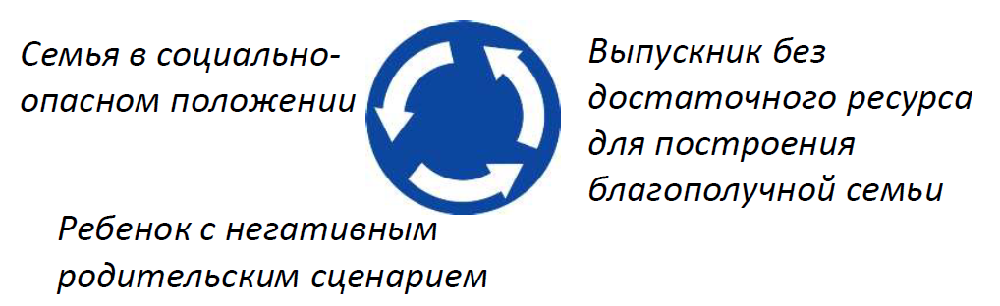 Семья в социально-
опасном положении
Выпускник без
достаточного ресурса
для построения
благополучной семьи
Ребенок с негативным
родительским сценарием